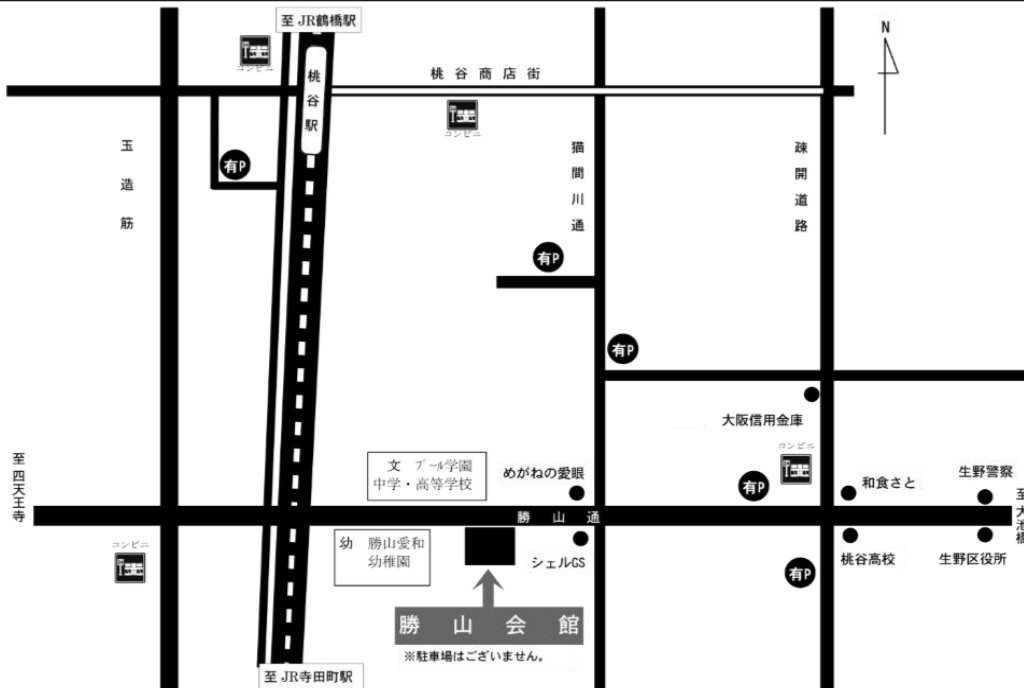 至 JR鶴橋駅
N
コンビニ
桃谷駅
桃谷商店街
コンビニ
玉造筋
有P
猫間川通
疎開道路
有P
有P
大阪信用金庫
コンビニ
至 四天王寺
文 プール学園
中学・高等学校
めがねの愛眼
有P
和食さと
生野警察
至 大池橋
勝山通
コンビニ
幼 勝山愛和
幼稚園
シェルGS
有P
桃谷高校
生野区役所
勝山会館
※駐車場はございません。
至 JR寺田町駅